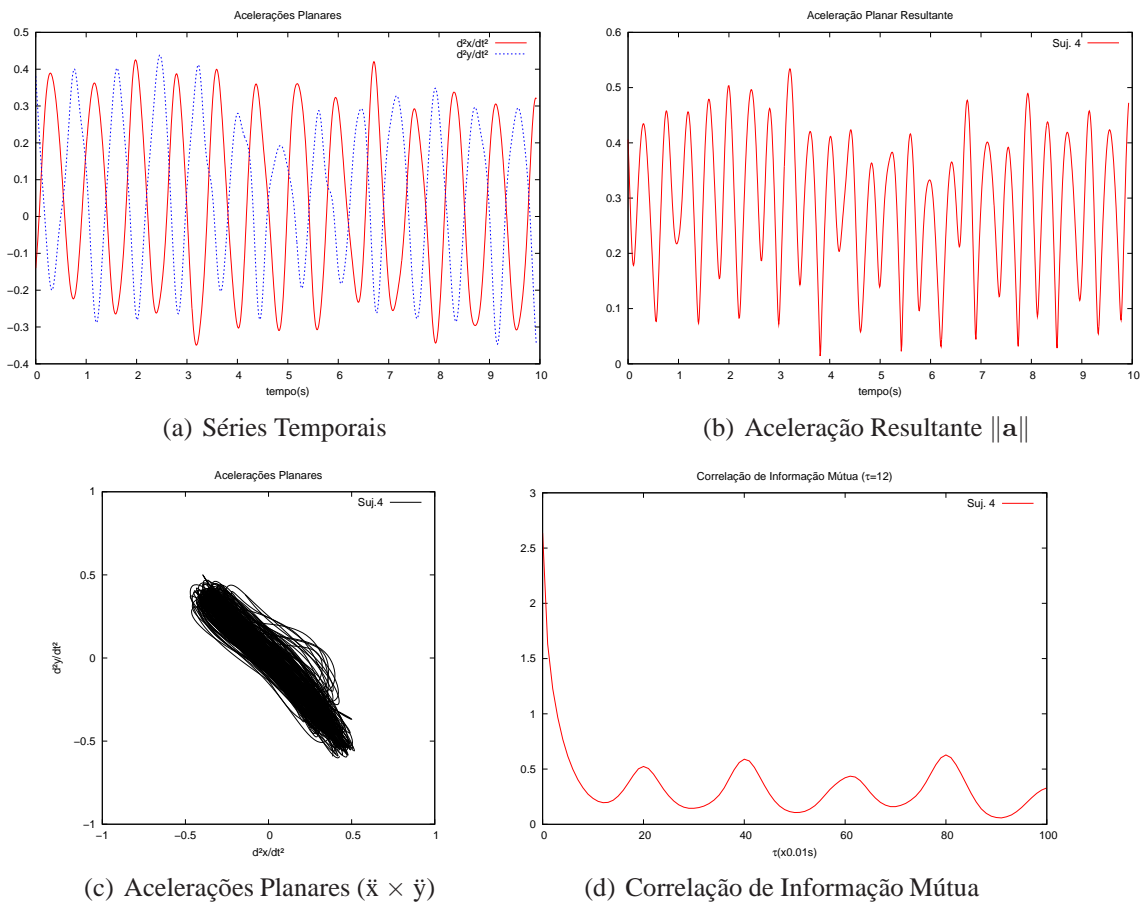 Acelerações Planares
d²x/dt²
d²y/dt²
0.5
0.4
0.3
0.2
0.1
0
−0.1
−0.2
−0.3
−0.4
0 1 2 3 4 5 6 7 8 9 10
tempo(s)
(a) Séries Temporais
Aceleração Planar Resultante
Suj. 4
0.6
0.5
0.4
0.3
0.2
0.1
0
0 1 2 3 4 5 6 7 8 9 10
tempo(s)
(b) Aceleração Resultante ‖a‖
Acelerações Planares
Suj.4
1
0.5
0
−0.5
−1
d²y/dt²
−1 −0.5 0 0.5 1
d²x/dt²
(c) Acelerações Planares (ẍ × ÿ)
Correlação de Informação Mútua (τ=12)
Suj. 4
3
2.5
2
1.5
1
0.5
0
0 20 40 60 80 100
τ(x0.01s)
(d) Correlação de Informação Mútua